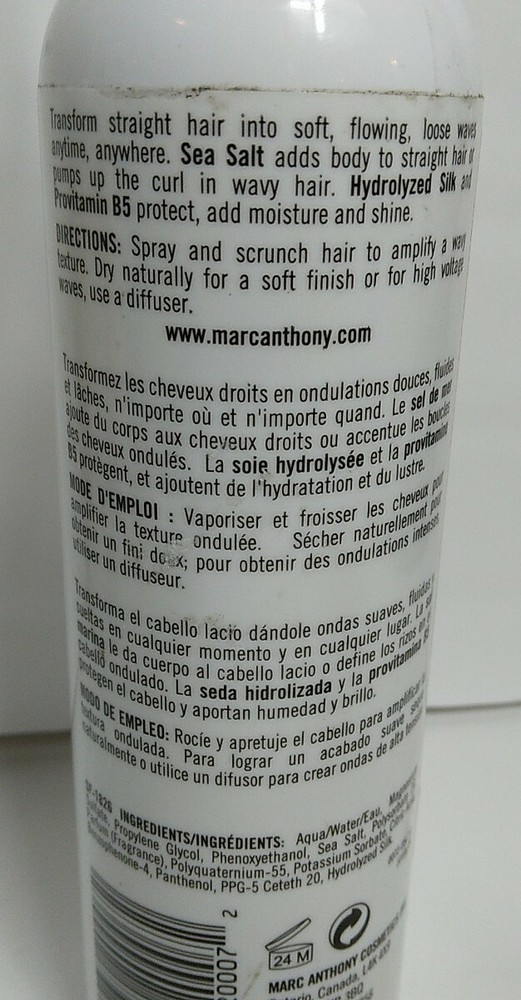 Transform straight hair into soft, flowing, loose waves
anytime, anywhere. Sea Salt adds body to straight hair or
pumps up the curl in wavy hair. Hydrolyzed Silk and
Provitamin B5 protect, add moisture and shine.
DIRECTIONS: Spray and scrunch hair to amplify a wavy
texture. Dry naturally for a soft finish or for high voltage
waves, use a diffuser.
www.marcanthony.com
Transformez les cheveux droits en ondulations douces, fluides
et lâches, n'importe où et n'importe quand. Le sel de mer
ajoute du corps aux cheveux droits ou accentue les boucles
des cheveux ondulés. La soie hydrolysée et la provitamine
B5 protègent, et ajoutent de l'hydratation et du lustre.
MODE D'EMPLOI : Vaporiser et froisser les cheveux pour
amplifier la texture ondulée. Sécher naturellement pour
obtenir un fini doux; pour obtenir des ondulations intenses
utiliser un diffuseur.
Transforma el cabello lacio dándole ondas suaves, fluidas y
sueltas en cualquier momento y en cualquier lugar. La sal
marina le da cuerpo al cabello lacio o define los rizos en
cabello ondulado. La seda hidrolizada y la provitamina B5
protegen el cabello y aportan humedad y brillo.
MODO DE EMPLEO: Rocíe y apretuje el cabello para amplificar
textura ondulada. Para lograr un acabado suave
naturalmente o utilice un difusor para crear ondas de alta
INGREDIENTS/INGRÉDIENTS: Aqua/Water/Eau, Magnesium
Sulfate, Propylene Glycol, Phenoxyethanol, Sea Salt,
Parfum (Fragrance), Polyquaternium-55, Potassium Sorbate,
Benzophenone-4, Panthenol, PPG-5 Ceteth 20, Hydrolyzed Silk
20007 2
24 M
MARC ANTHONY COSMETICS
Ontario, Canada, L4K
3BQ